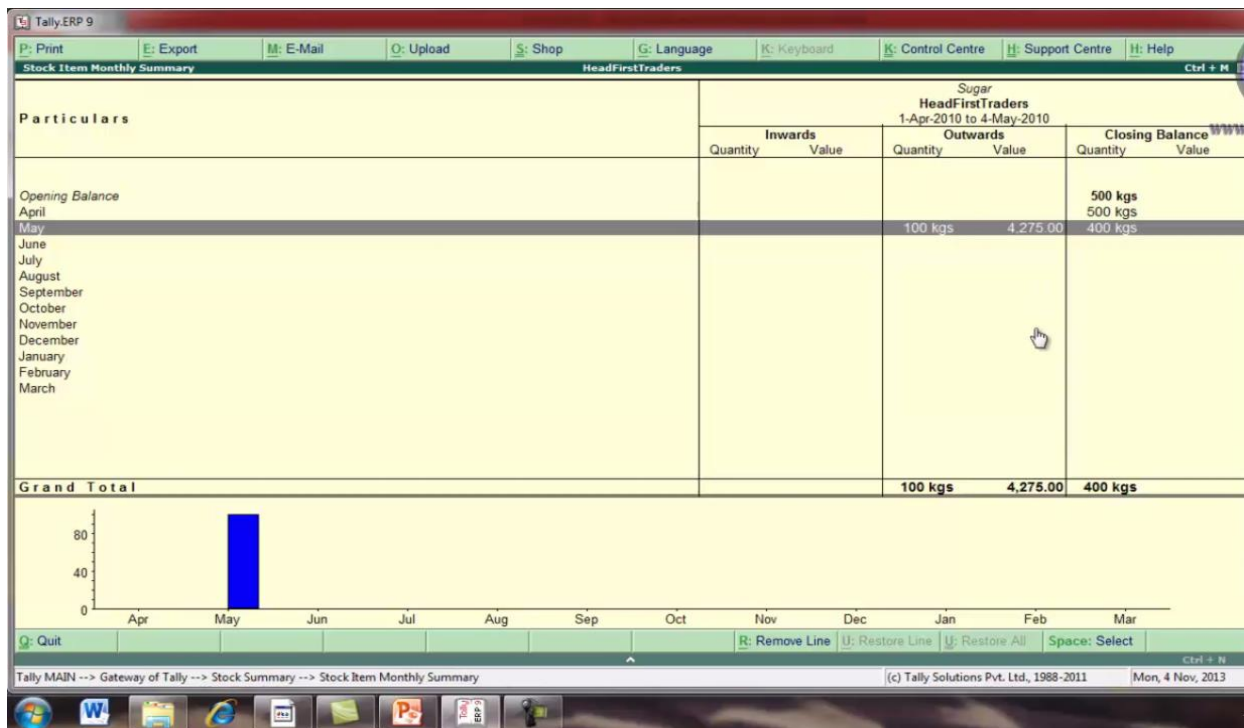 Tally.ERP 9
P: Print E: Export M: E-Mail O: Upload S: Shop G: Language K: Keyboard K: Control Centre H: Support Centre H: Help
Stock Item Monthly Summary HeadFirstTraders Ctrl + M
Particulars
Sugar
HeadFirstTraders
1-Apr-2010 to 4-May-2010
Inwards Outwards Closing Balance
www
Quantity Value Quantity Value Quantity Value
Opening Balance 500 kgs
April 500 kgs
May 100 kgs 4,275.00 400 kgs
June
July
August
September
October
November
December
January
February
March
Grand Total 100 kgs 4,275.00 400 kgs
80
40
0
Apr May Jun Jul Aug Sep Oct Nov Dec Jan Feb Mar
Q: Quit R: Remove Line U: Restore Line U: Restore All Space: Select
Ctrl + N
Tally MAIN --> Gateway of Tally --> Stock Summary --> Stock Item Monthly Summary (c) Tally Solutions Pvt. Ltd., 1988-2011 Mon, 4 Nov, 2013
Tally ERP 9